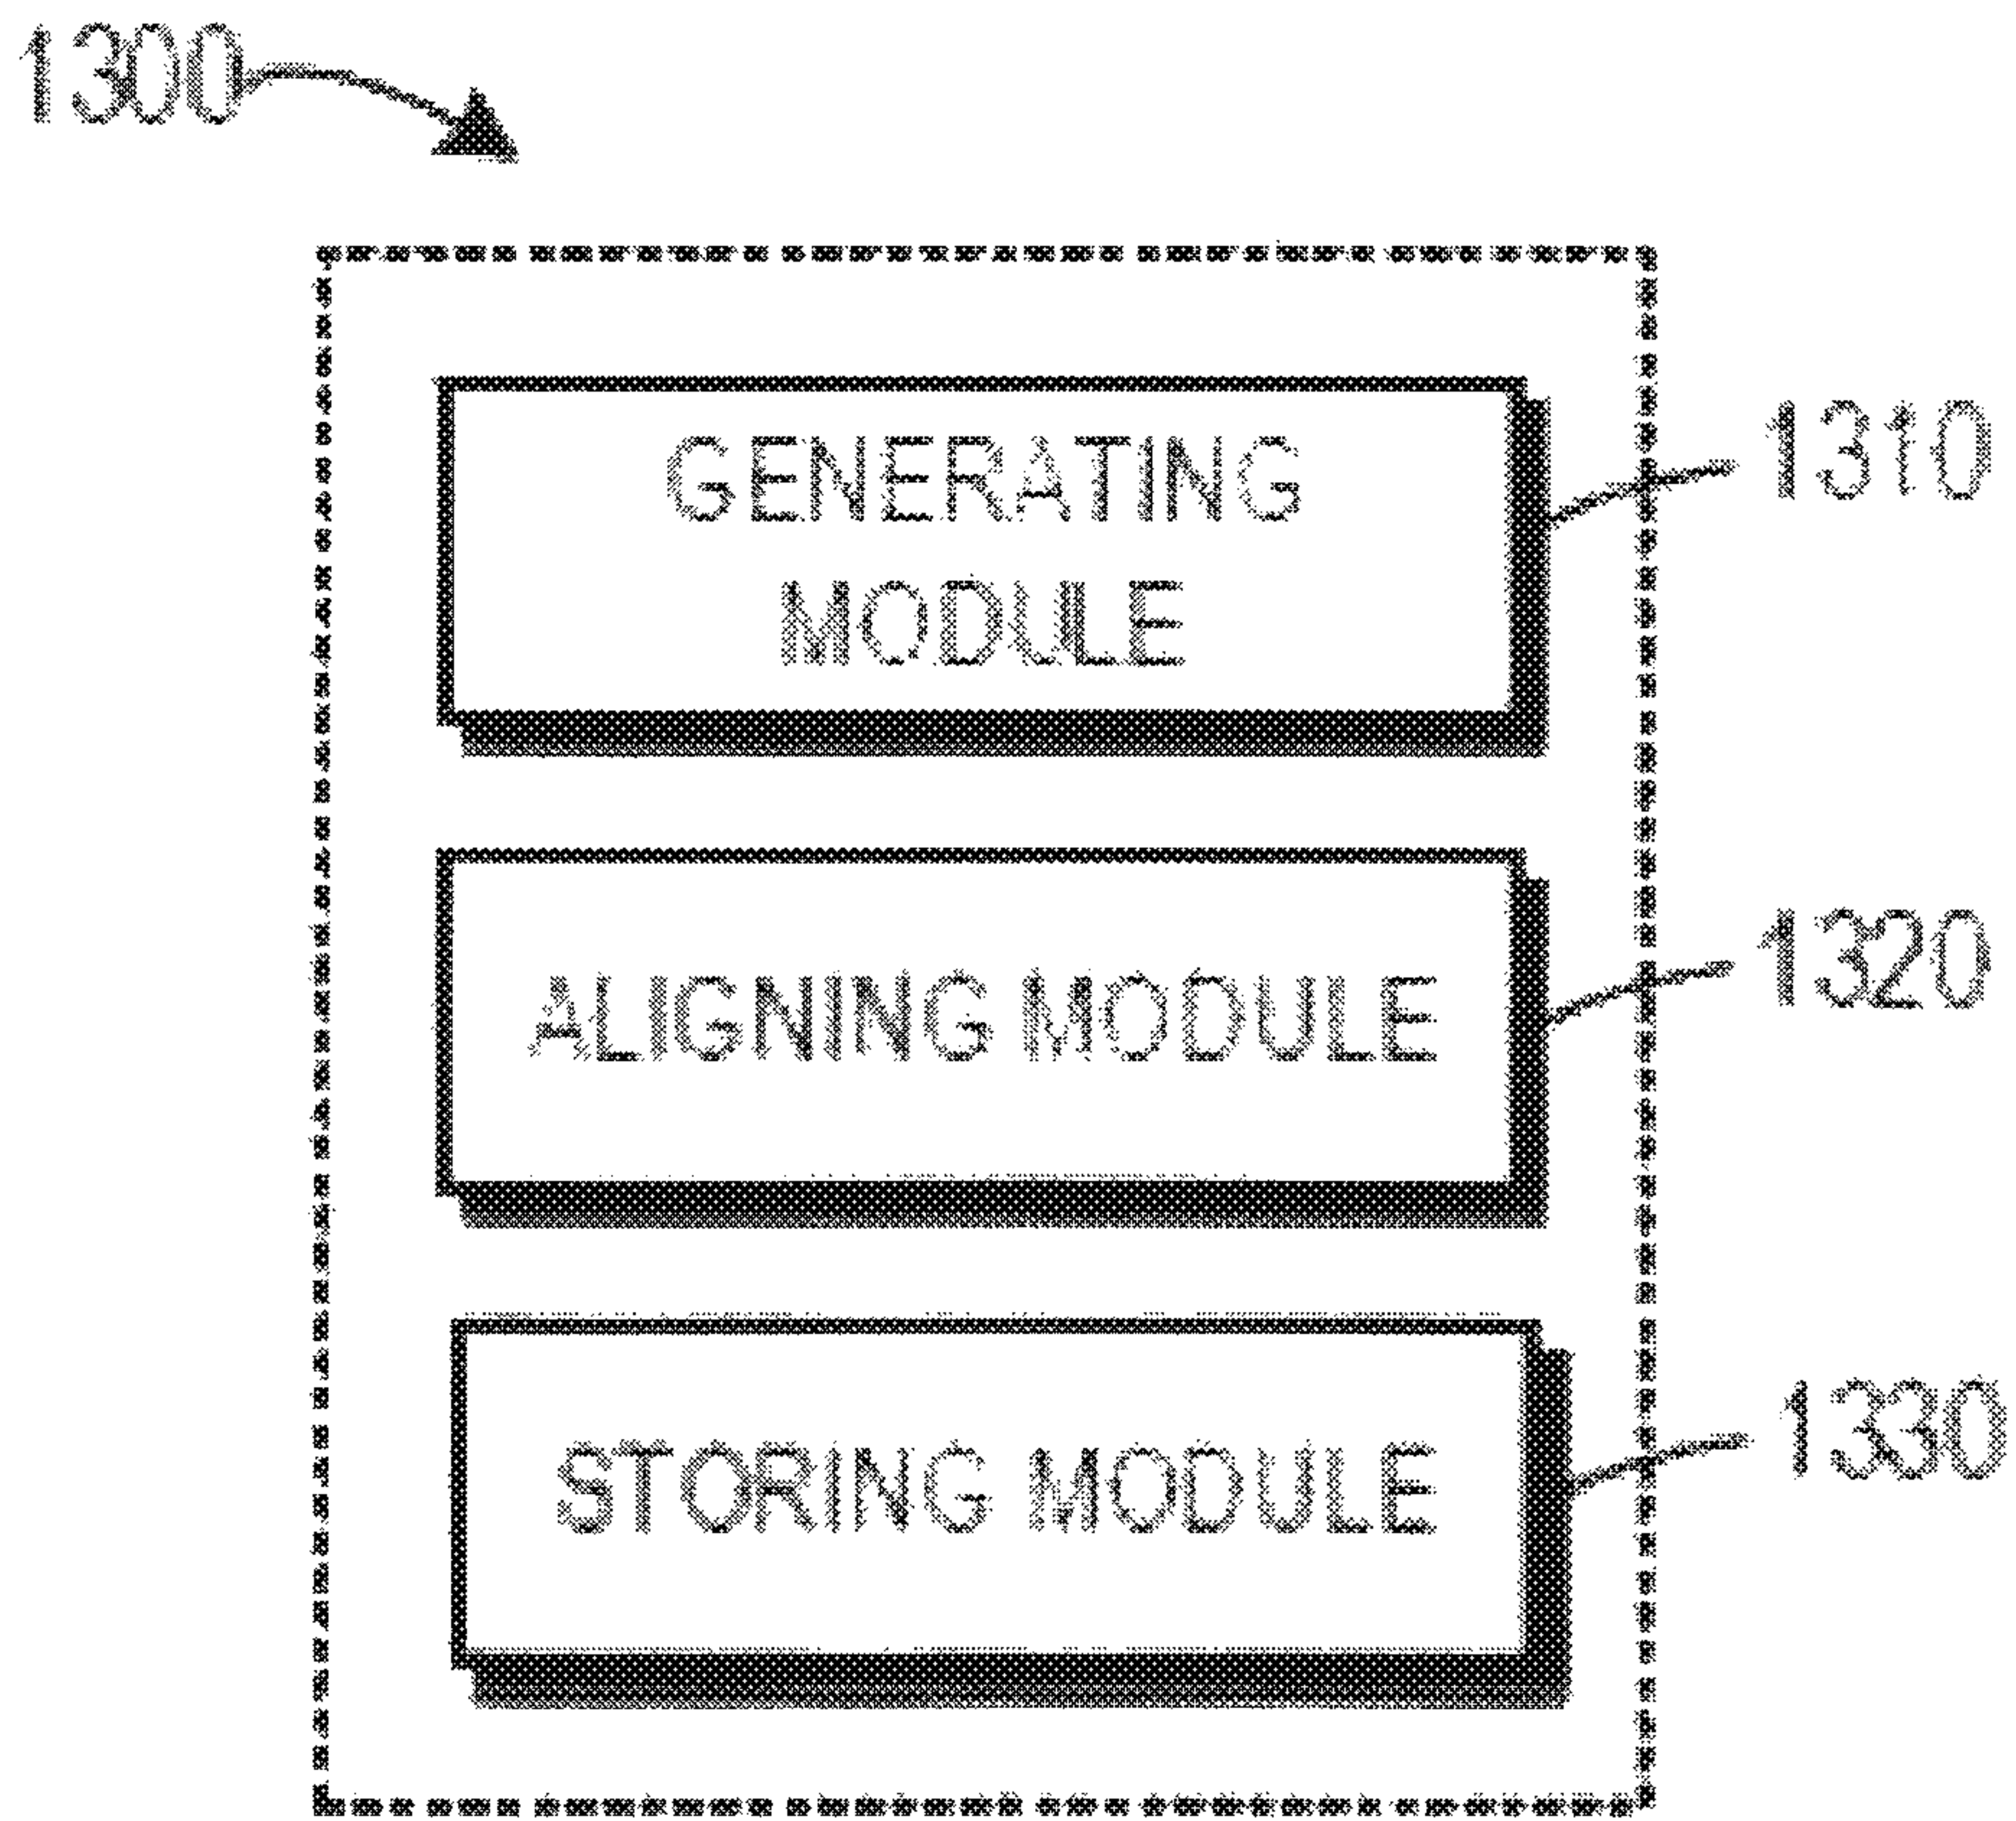 1300
GENERATING
MODULE
1310
ALIGNING MODULE
1320
STORING MODULE
1330